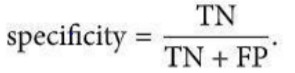 specificity = TN / TN + FP.